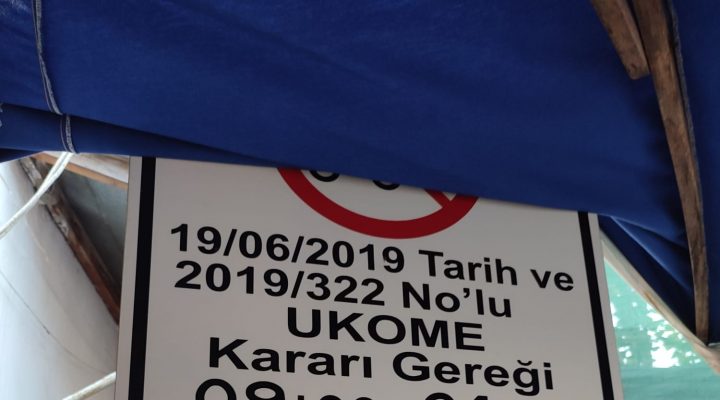 19/06/2019 Tarih ve
2019/322 No'lu
UKOME
Kararı Gereği